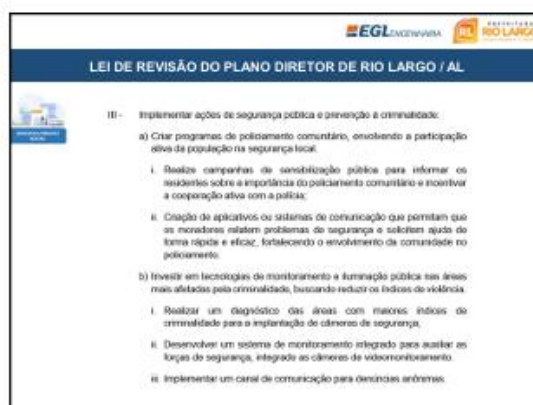 EGL ENGENHARIA
PREFEITURA
RL RIO LARGO
LEI DE REVISÃO DO PLANO DIRETOR DE RIO LARGO / AL
DESENVOLVIMENTO
SOCIAL
III - Implementar ações de segurança pública e prevenção à criminalidade:
a) Criar programas de policiamento comunitário, envolvendo a participação
ativa da população na segurança local.
i. Realize campanhas de sensibilização pública para informar os
residentes sobre a importância do policiamento comunitário e incentivar
a cooperação ativa com a polícia;
ii. Criação de aplicativos ou sistemas de comunicação que permitam que
os moradores relatem problemas de segurança e solicitem ajuda de
forma rápida e eficaz, fortalecendo o envolvimento da comunidade no
policiamento.
b) Investir em tecnologias de monitoramento e iluminação pública nas áreas
mais afetadas pela criminalidade, buscando reduzir os índices de violência.
i. Realizar um diagnóstico das áreas com maiores índices de
criminalidade para a implantação de câmeras de segurança;
ii. Desenvolver um sistema de monitoramento integrado para auxiliar as
forças de segurança, integrado as câmeras de videomonitoramento.
iii. Implementar um canal de comunicação para denúncias anônimas.